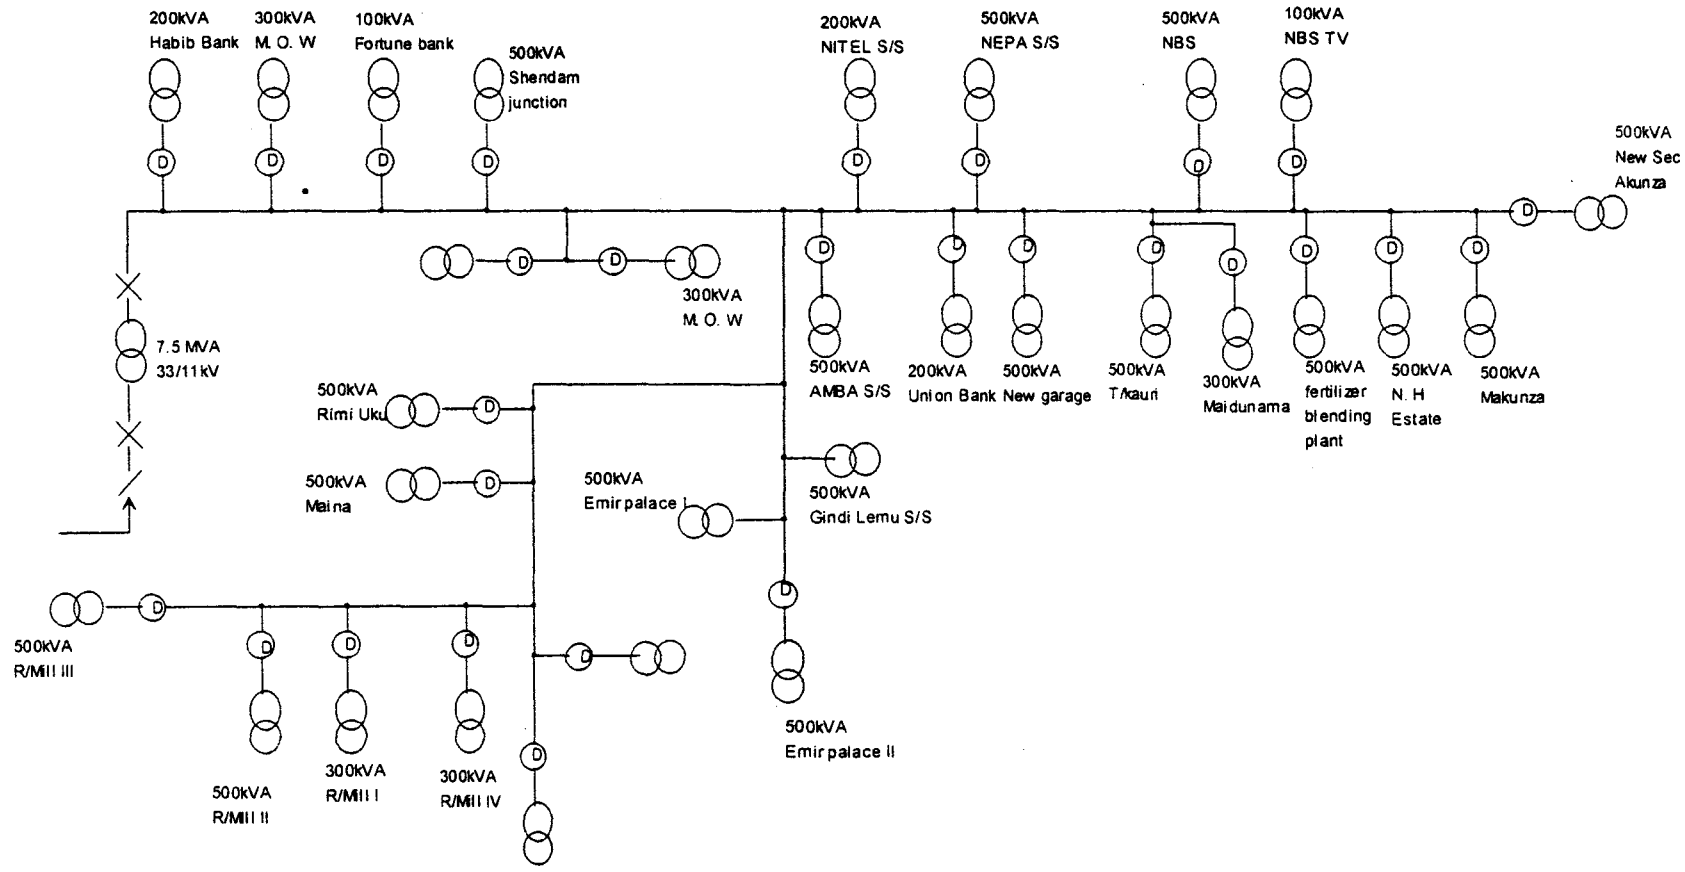 200kVA
Habib Bank
300kVA
M. O. W
100kVA
Fortune bank
500kVA
Shendam
junction
200kVA
NITEL S/S
500kVA
NEPA S/S
500kVA
NBS
100kVA
NBS TV
500kVA
New Sec
Akunza
D
D
D
D
D
D
D
D
D
D
D
300kVA
M. O. W
D
D
D
D
D
D
D
D
7.5 MVA
33/11kV
500kVA
AMBA S/S
200kVA
Union Bank
500kVA
New garage
500kVA
T/kauri
300kVA
Maidunama
500kVA
fertilizer
blending
plant
500kVA
N. H
Estate
500kVA
Makunza
500kVA
Rimi Uku
D
500kVA
Maina
D
500kVA
Emir palace I
500kVA
Gindi Lemu S/S
D
500kVA
Emir palace II
D
500kVA
R/Mill III
D
D
D
500kVA
R/Mill II
300kVA
R/Mill I
300kVA
R/Mill IV
D
D